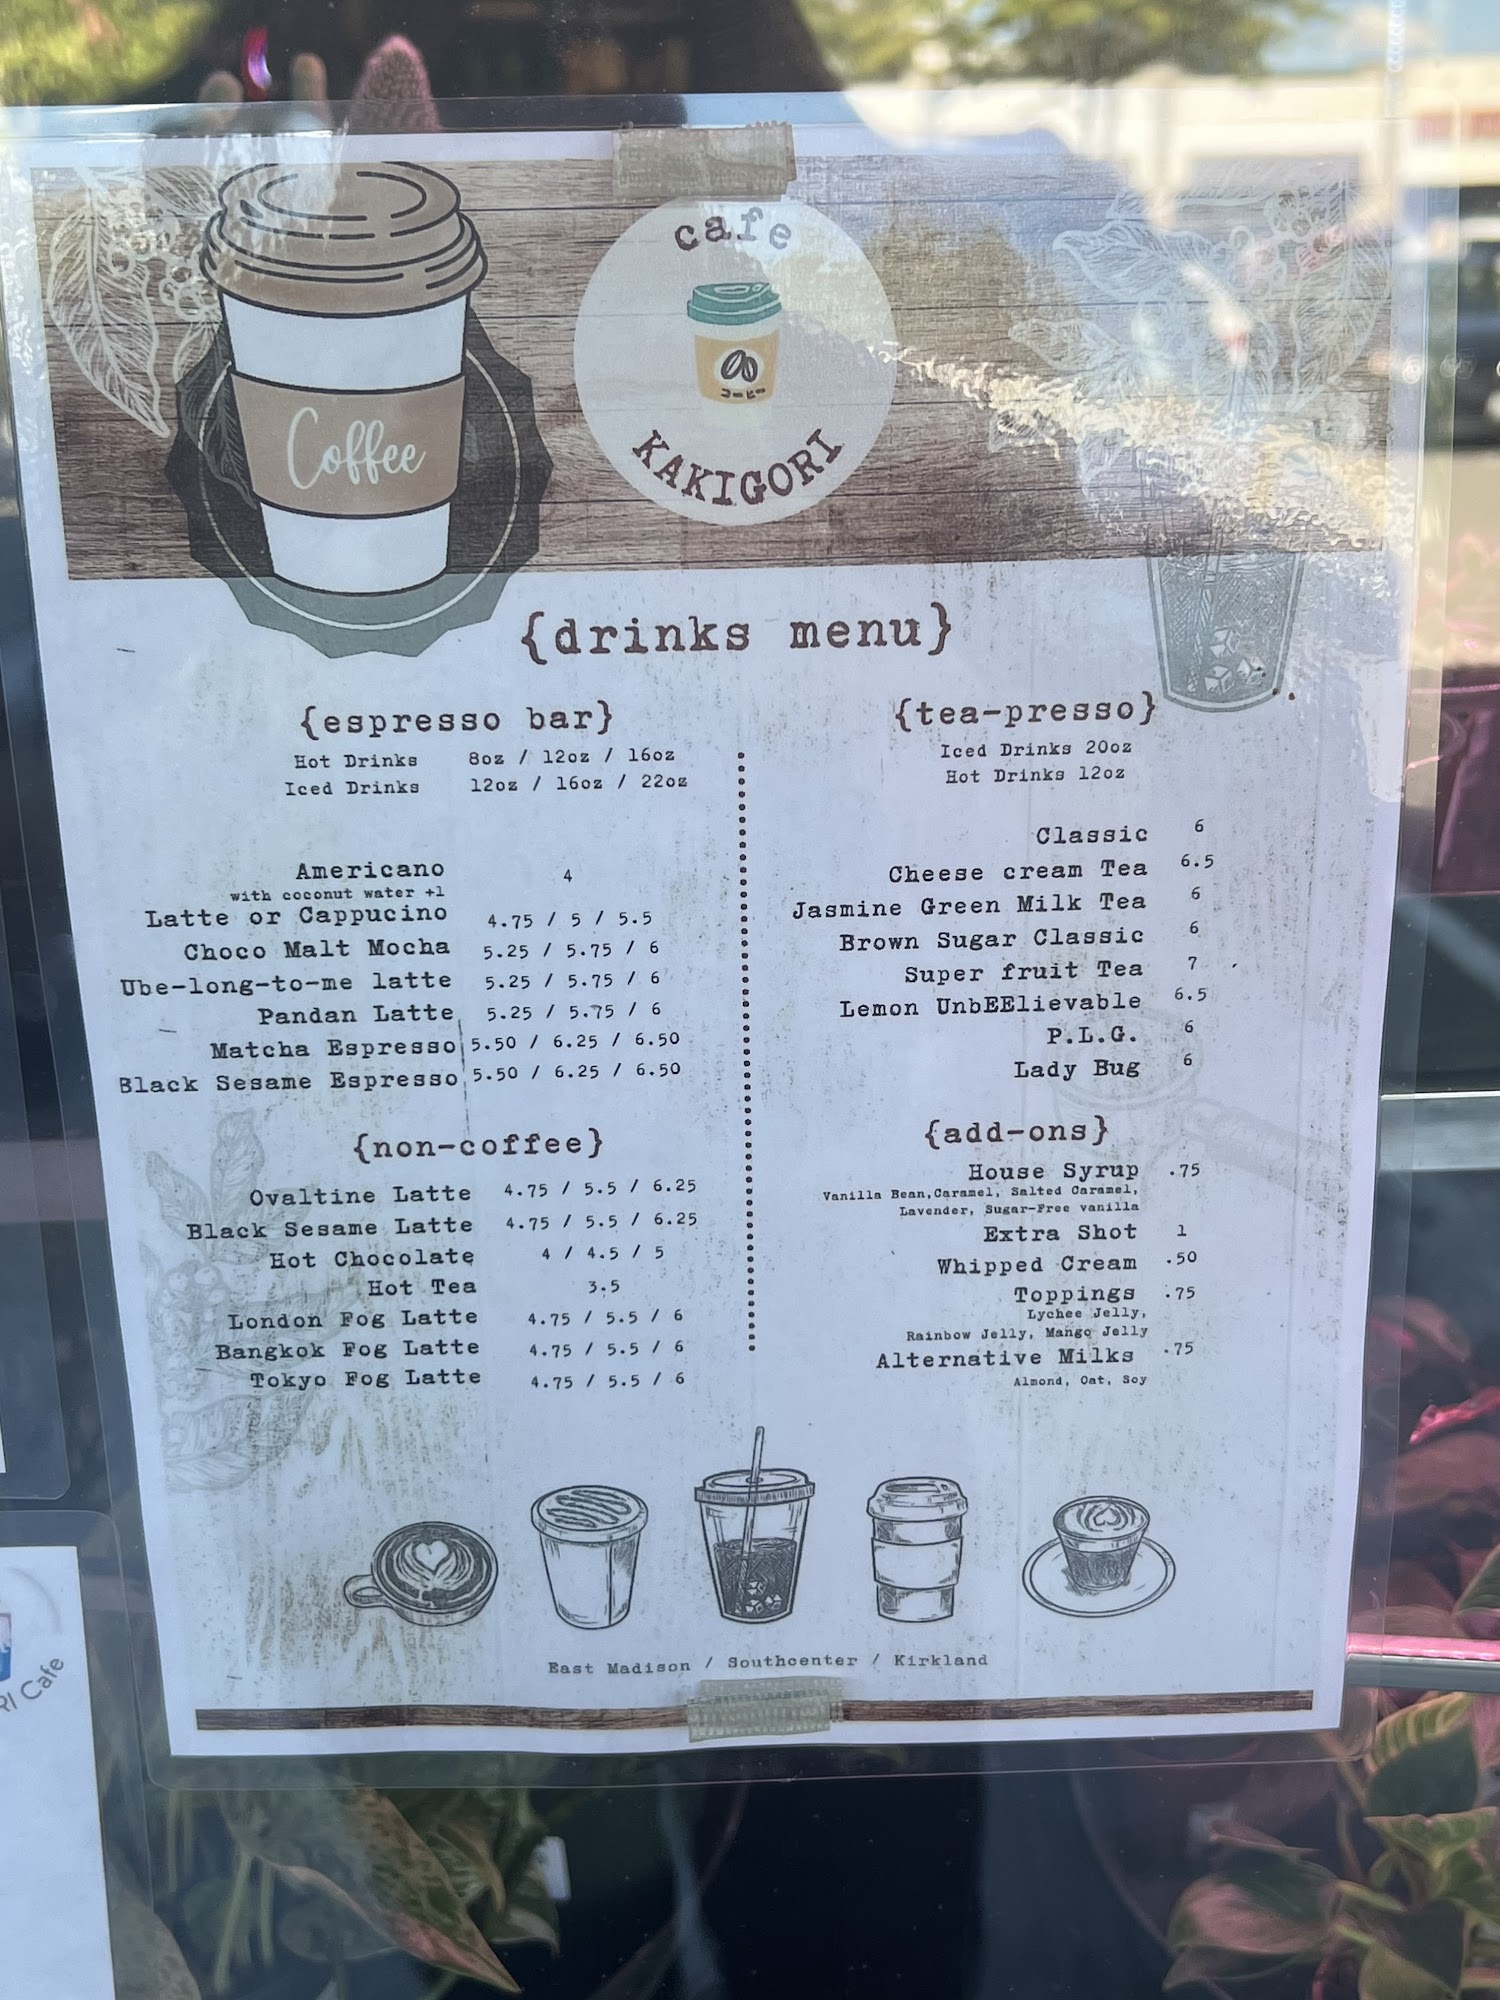 cafe
コーヒー
KAKIGORI
Coffee
{drinks menu}
{espresso bar}
Hot Drinks 8oz / 12oz / 16oz
Iced Drinks 12oz / 16oz / 22oz
Americano 4
with coconut water +1
Latte or Cappucino 4.75 / 5 / 5.5
Choco Malt Mocha 5.25 / 5.75 / 6
Ube-long-to-me latte 5.25 / 5.75 / 6
Pandan Latte 5.25 / 5.75 / 6
Matcha Espresso 5.50 / 6.25 / 6.50
Black Sesame Espresso 5.50 / 6.25 / 6.50
{non-coffee}
Ovaltine Latte 4.75 / 5.5 / 6.25
Black Sesame Latte 4.75 / 5.5 / 6.25
Hot Chocolate 4 / 4.5 / 5
Hot Tea 3.5
London Fog Latte 4.75 / 5.5 / 6
Bangkok Fog Latte 4.75 / 5.5 / 6
Tokyo Fog Latte 4.75 / 5.5 / 6
{tea-presso}
Iced Drinks 20oz
Hot Drinks 12oz
Classic 6
Cheese cream Tea 6.5
Jasmine Green Milk Tea 6
Brown Sugar Classic 6
Super fruit Tea 7
Lemon UnbEElievable 6.5
P.L.G. 6
Lady Bug 6
{add-ons}
House Syrup .75
Vanilla Bean,Caramel, Salted Caramel,
Lavender, Sugar-Free vanilla
Extra Shot 1
Whipped Cream .50
Toppings .75
Lychee Jelly,
Rainbow Jelly, Mango Jelly
Alternative Milks .75
Almond, Oat, Soy
East Madison / Southcenter / Kirkland
RI Cafe